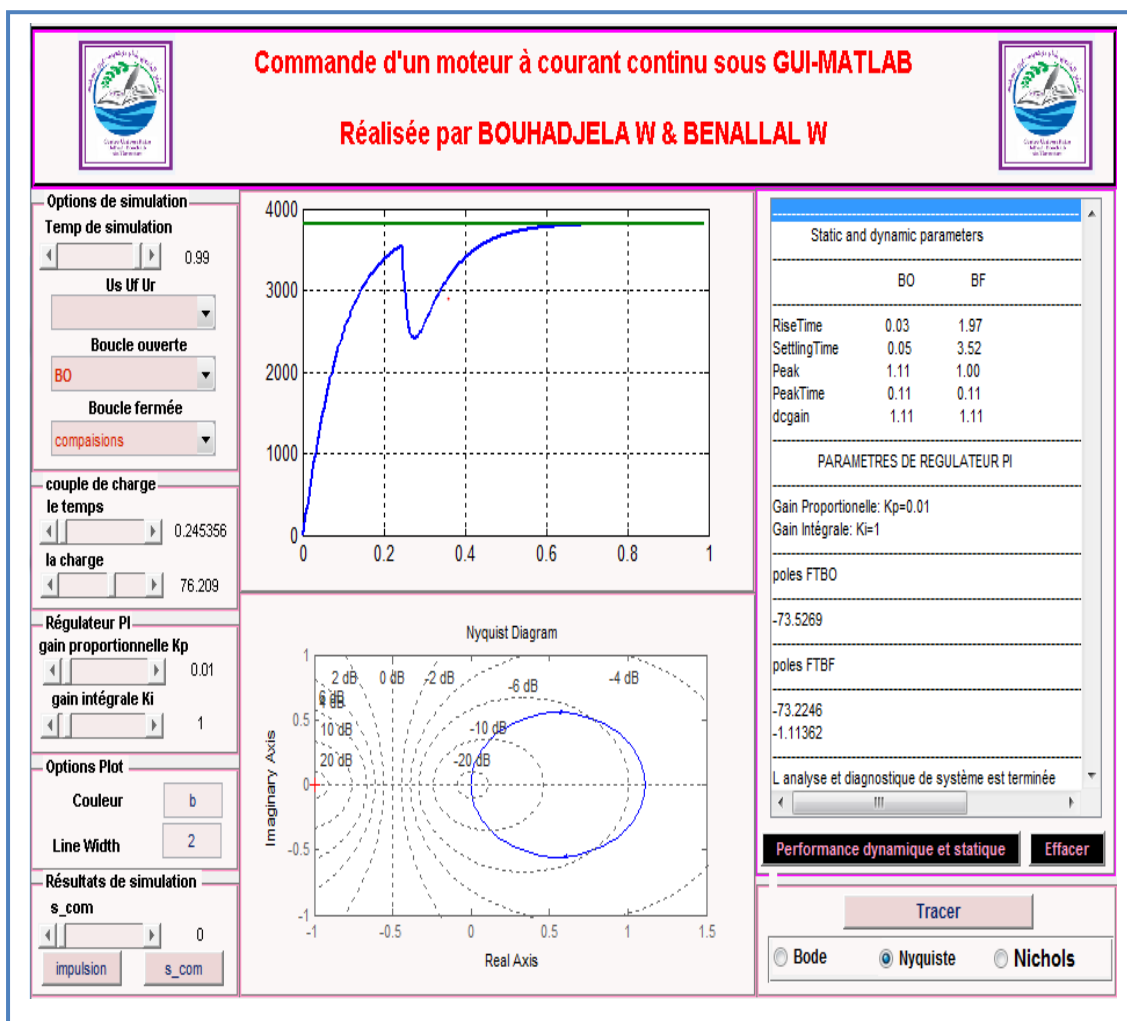 Commande d'un moteur à courant continu sous GUI-MATLAB
Réalisée par BOUHADJELA W & BENALLAL W
Options de simulation
Temp de simulation
0.99
Us Uf Ur
Boucle ouverte
BO
Boucle fermée
compaisions
couple de charge
le temps
0.245356
la charge
76.209
Régulateur PI
gain proportionnelle Kp
0.01
gain intégrale Ki
1
Options Plot
Couleur
b
Line Width
2
Résultats de simulation
s_com
0
impulsion
s_com
4000
3000
2000
1000
0
0
0.2
0.4
0.6
0.8
1
Nyquist Diagram
Imaginary Axis
1
0.5
0
-0.5
-1
2 dB
0 dB
-2 dB
-4 dB
6 dB
4 dB
-6 dB
10 dB
-10 dB
20 dB
-20 dB
-1
-0.5
0
0.5
1
1.5
Real Axis
Static and dynamic parameters
BO BF
RiseTime 0.03 1.97
SettlingTime 0.05 3.52
Peak 1.11 1.00
PeakTime 0.11 0.11
dcgain 1.11 1.11
PARAMETRES DE REGULATEUR PI
Gain Proportionelle: Kp=0.01
Gain Intégrale: Ki=1
poles FTBO
-73.5269
poles FTBF
-73.2246
-1.11362
L analyse et diagnostique de système est terminée
Performance dynamique et statique
Effacer
Tracer
Bode
Nyquiste
Nichols